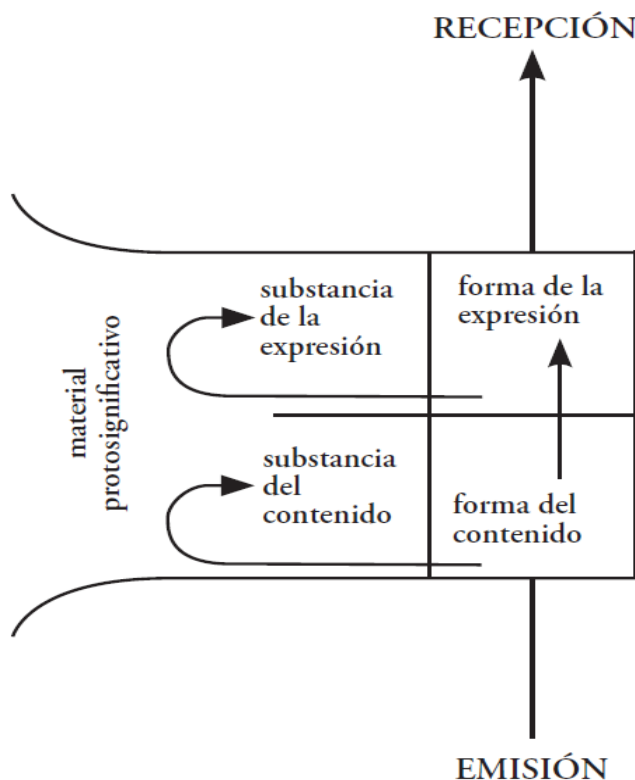 RECEPCIÓN
substancia
de la
expresión
forma de la
expresión
material
protosignificativo
substancia
del
contenido
forma del
contenido
EMISIÓN